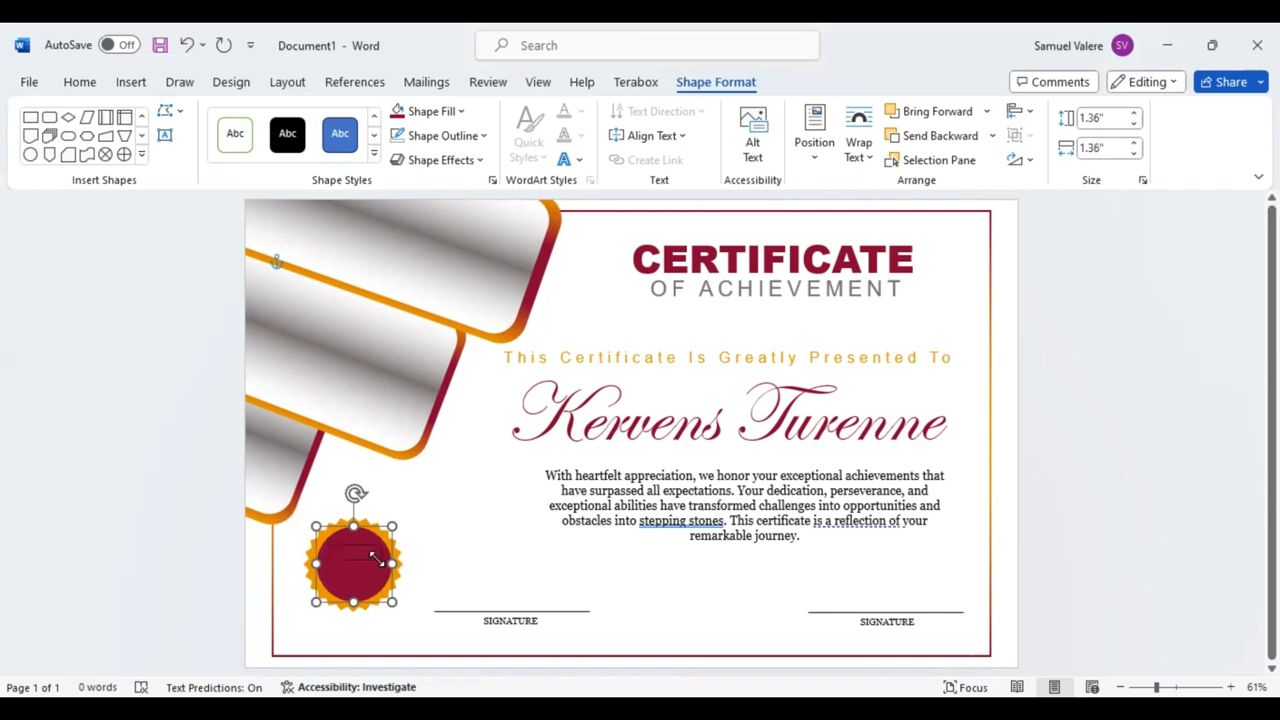 AutoSave Off Document1 - Word Search Samuel Valere SV
File Home Insert Draw Design Layout References Mailings Review View Help Terabox Shape Format Comments Editing Share
Abc Abc Abc
Shape Fill
Shape Outline
Shape Effects
Quick
Styles
Text Direction
Align Text
Create Link
Alt
Text
Position
Wrap
Text
Bring Forward
Send Backward
Selection Pane
1.36"
1.36"
Insert Shapes Shape Styles WordArt Styles Text Accessibility Arrange Size
CERTIFICATE
OF ACHIEVEMENT
This Certificate Is Greatly Presented To
Kervens Turenne
With heartfelt appreciation, we honor your exceptional achievements that
have surpassed all expectations. Your dedication, perseverance, and
exceptional abilities have transformed challenges into opportunities and
obstacles into stepping stones. This certificate is a reflection of your
remarkable journey.
SIGNATURE SIGNATURE
Page 1 of 1 0 words Text Predictions: On Accessibility: Investigate Focus 61%